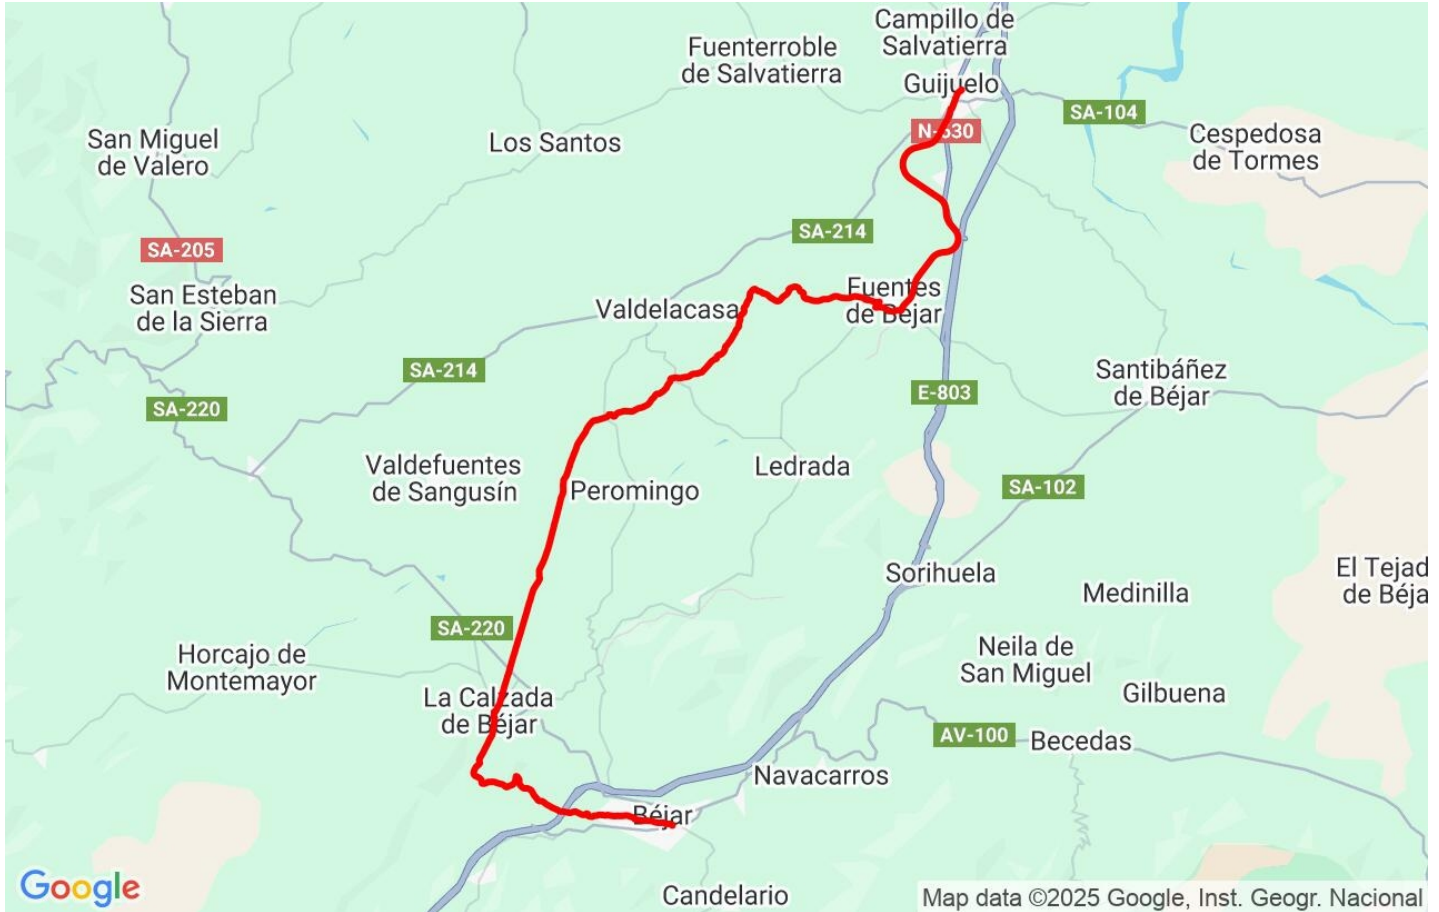 Campillo de
Salvatierra
Fuenterroble
de Salvatierra
Guijuelo
SA-104
N-630
San Miguel
de Valero
Los Santos
Cespedosa
de Tormes
SA-214
SA-205
San Esteban
de la Sierra
Fuentes
de Béjar
Valdelacasa
SA-214
Santibáñez
de Béjar
E-803
SA-220
Valdefuentes
de Sangusín
Ledrada
Peromingo
SA-102
Sorihuela
El Tejad
de Béja
Medinilla
SA-220
Horcajo de
Montemayor
Neila de
San Miguel
La Calzada
de Béjar
Gilbuena
AV-100
Becedas
Navacarros
Béjar
Google
Candelario
Map data ©2025 Google, Inst. Geogr. Nacional